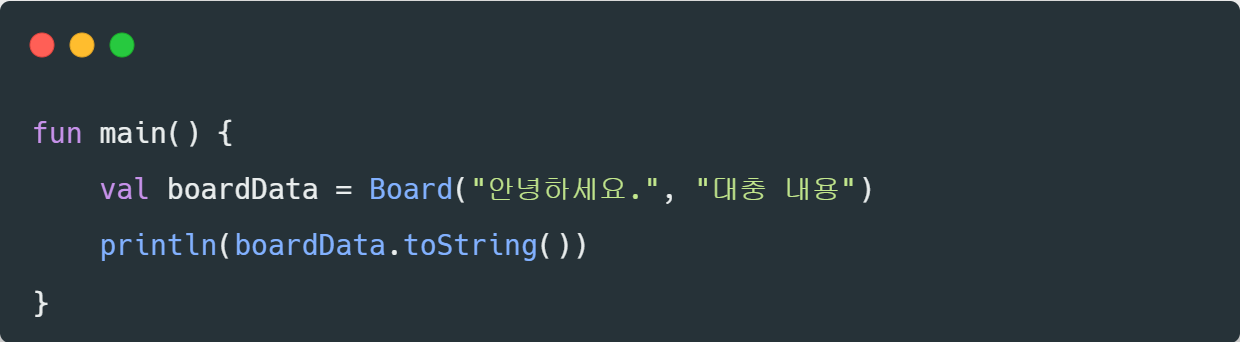 fun main() {
    val boardData = Board("안녕하세요.", "대충 내용")
    println(boardData.toString())
}